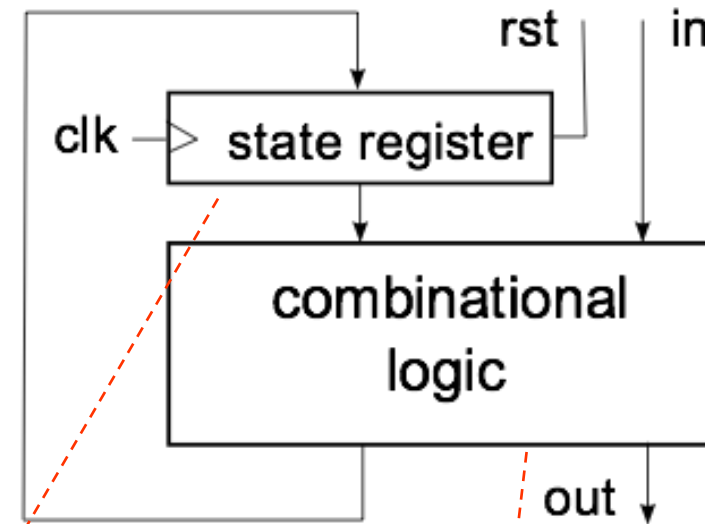 rst
in
clk
state register
combinational
logic
out